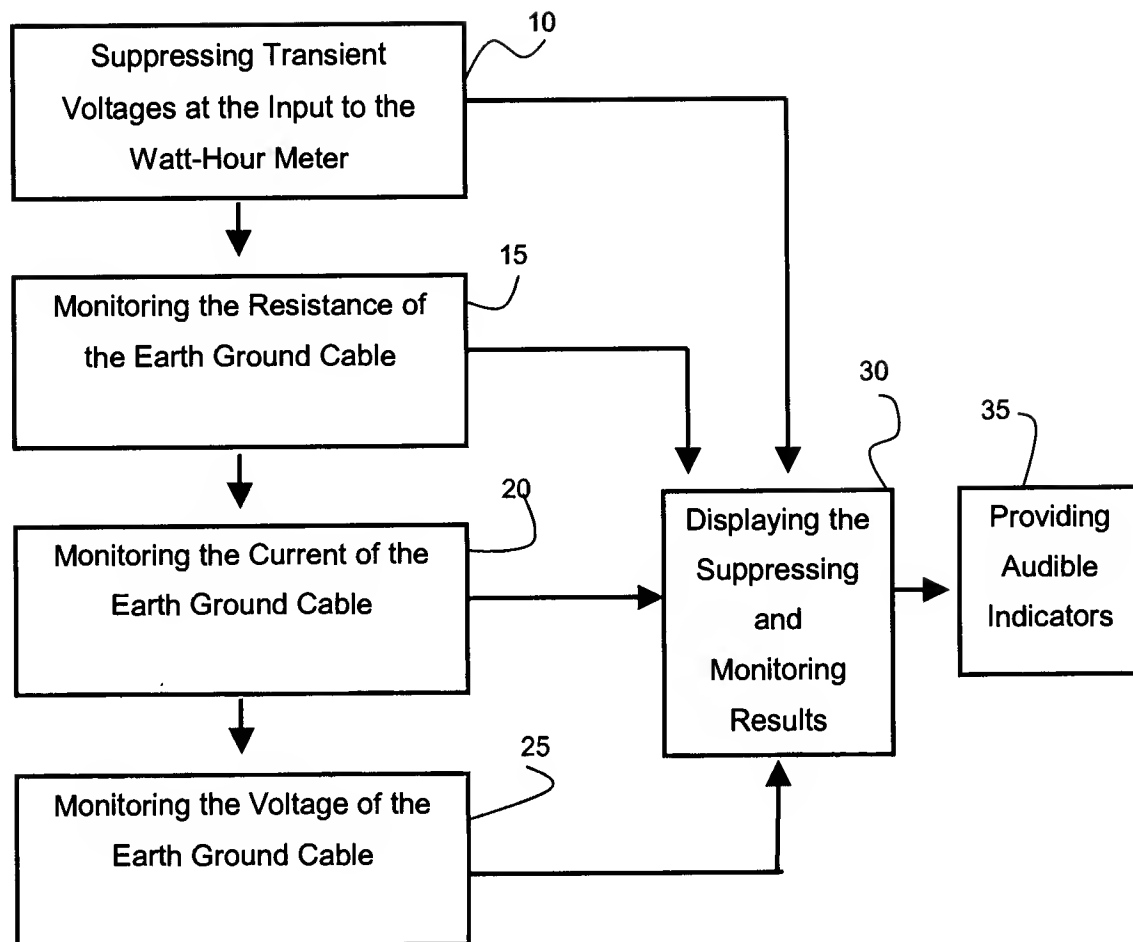 10
Suppressing Transient
Voltages at the Input to the
Watt-Hour Meter
15
Monitoring the Resistance of
the Earth Ground Cable
20
Monitoring the Current of the
Earth Ground Cable
25
Monitoring the Voltage of the
Earth Ground Cable
30
Displaying the
Suppressing
and
Monitoring
Results
35
Providing
Audible
Indicators